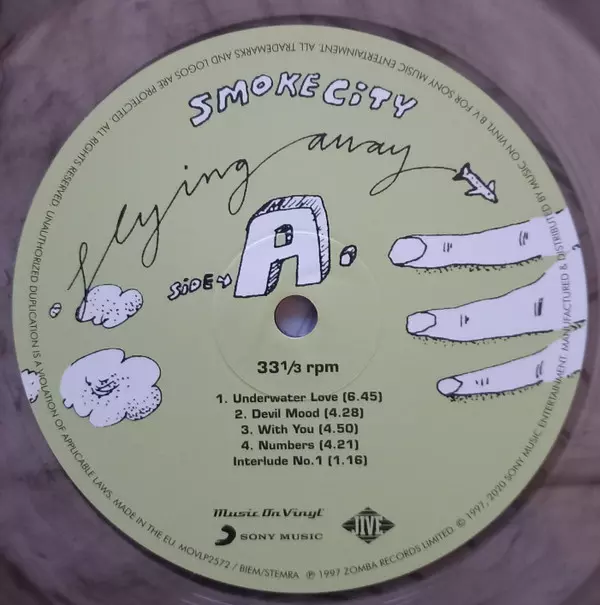 SMOKE CITY
flying away
SIDE A.
33 1/3 rpm
1. Underwater Love (6.45)
2. Devil Mood (4.28)
3. With You (4.50)
4. Numbers (4.21)
Interlude No.1 (1.16)
Music On Vinyl
SONY MUSIC
JIVE
℗ 1997 ZOMBA RECORDS LIMITED. © 1997, 2020 SONY MUSIC ENTERTAINMENT. MANUFACTURED & DISTRIBUTED BY MUSIC ON VINYL B.V. FOR SONY MUSIC ENTERTAINMENT. ALL TRADEMARKS AND LOGOS ARE PROTECTED. ALL RIGHTS RESERVED. UNAUTHORIZED DUPLICATION IS A VIOLATION OF APPLICABLE LAWS. MADE IN THE EU. MOVLP2572 / BIEM/STEMRA